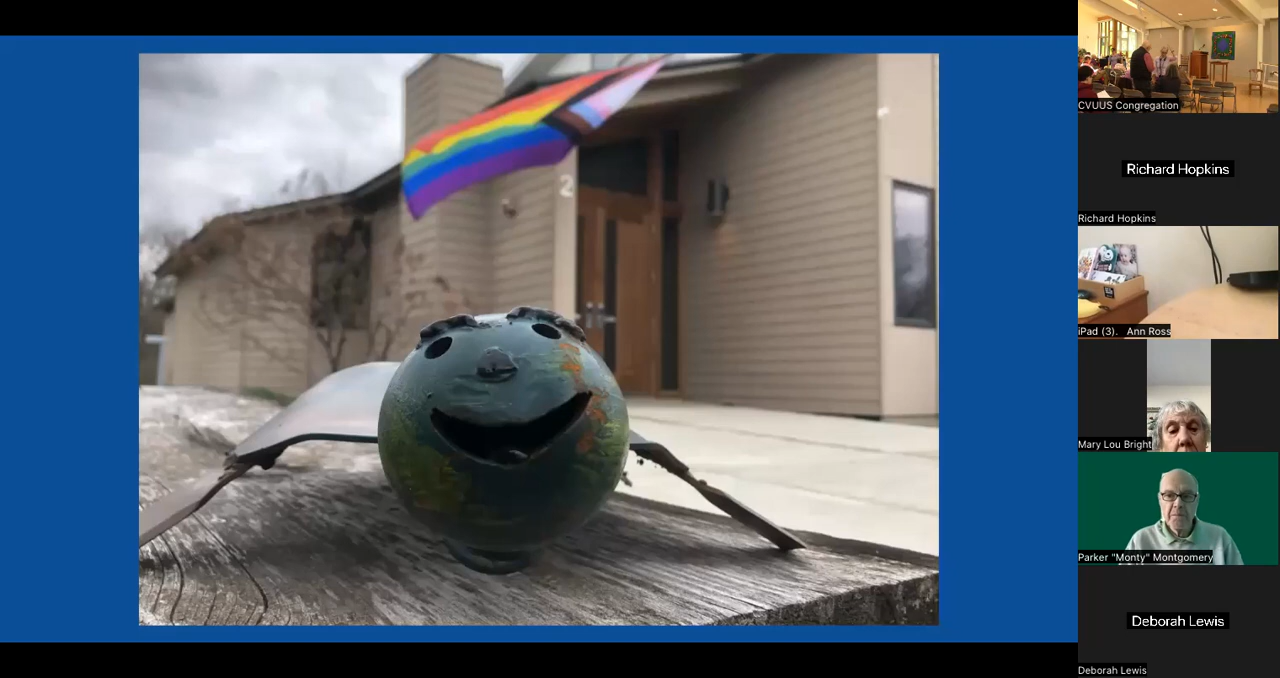 2
CVUUS Congregation
Richard Hopkins
Richard Hopkins
iPad (3). Ann Ross
Mary Lou Bright
Parker "Monty" Montgomery
Deborah Lewis
Deborah Lewis